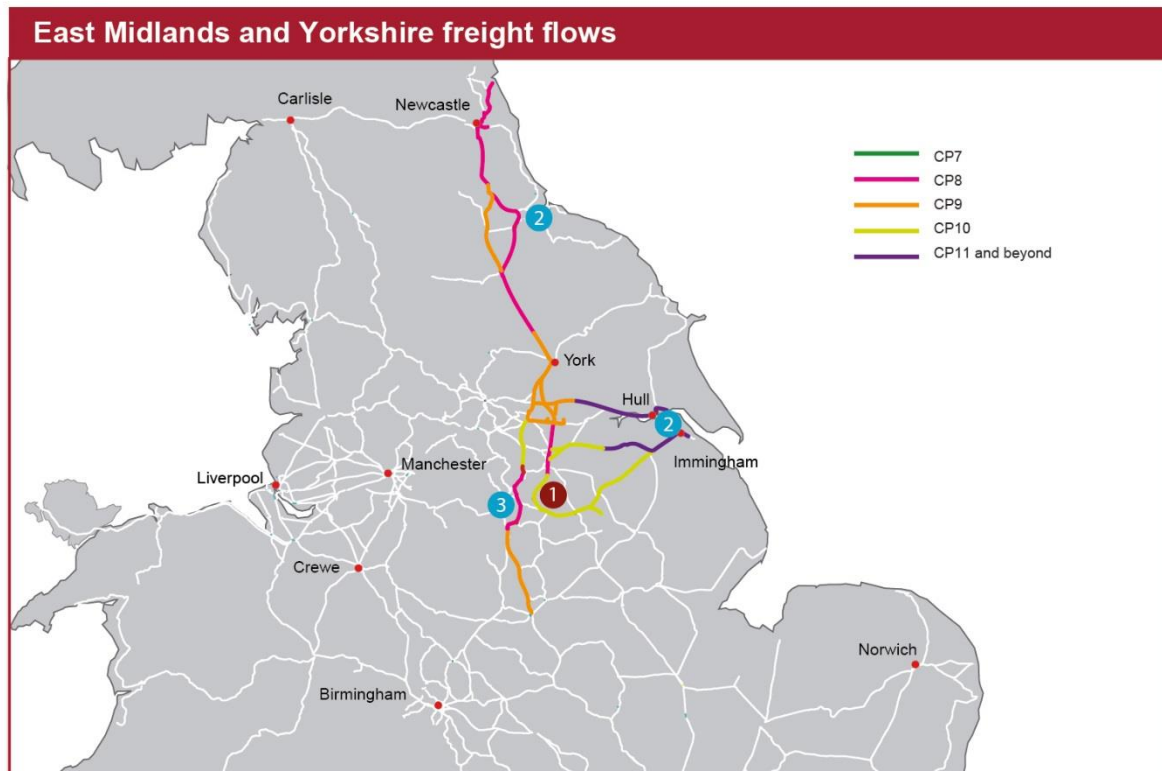 East Midlands and Yorkshire freight flows
Carlisle
Newcastle
CP7
CP8
CP9
CP10
CP11 and beyond
2
York
Hull
2
Immingham
Manchester
Liverpool
1
3
Crewe
Norwich
Birmingham